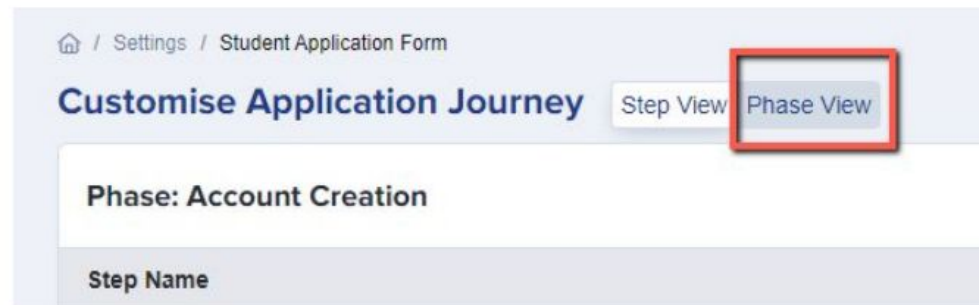 / Settings / Student Application Form
Customise Application Journey Step View Phase View
Phase: Account Creation
Step Name